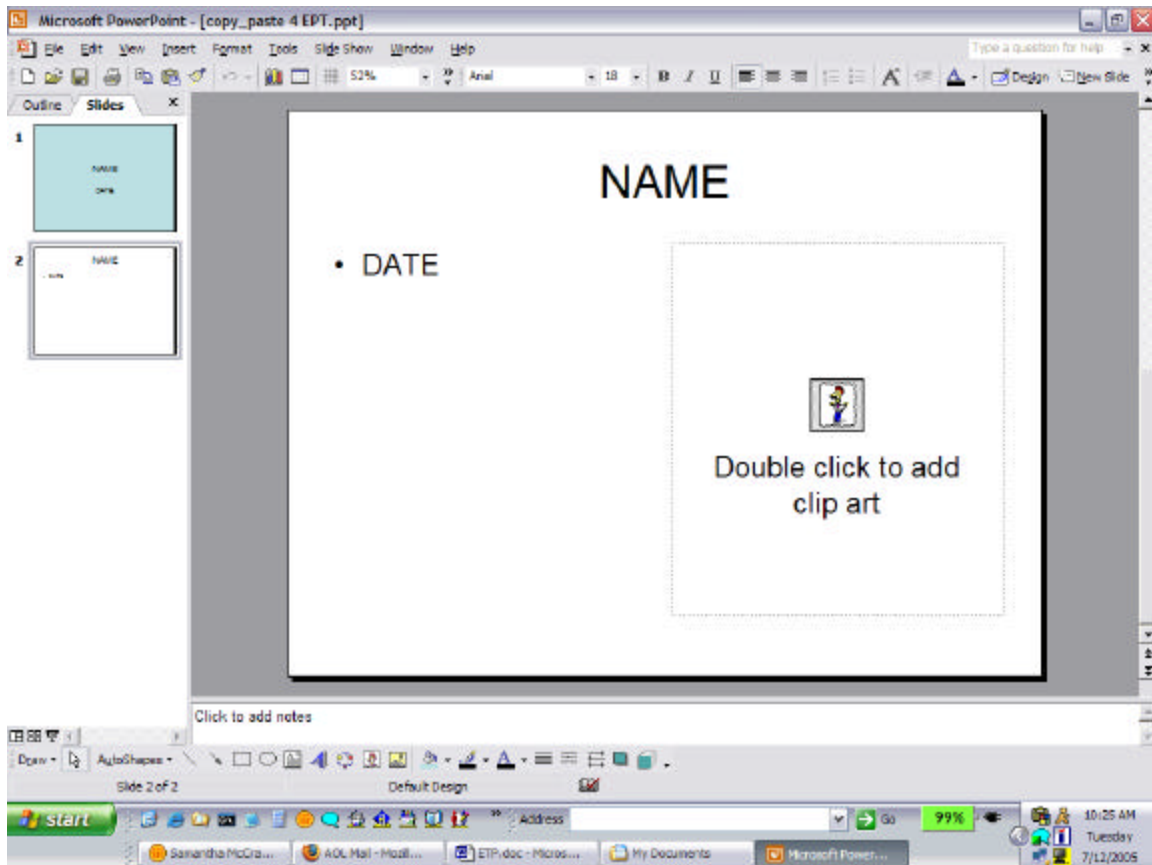 Microsoft PowerPoint - [copy_paste 4 EPT.ppt]
File Edit View Insert Format Tools Slide Show Window Help Type a question for help
52% Arial 18 B I U A A Design New Slide
Outline Slides
1
NAME
DATE
2
NAME
DATE
NAME
• DATE
Double click to add
clip art
Click to add notes
Draw AutoShapes A
Slide 2 of 2 Default Design
start Address Go 99% 10:25 AM
Tuesday
Samantha McCra... AOL Mail - Mozill... ETP.doc - Micros... My Documents Microsoft Power... 7/12/2005